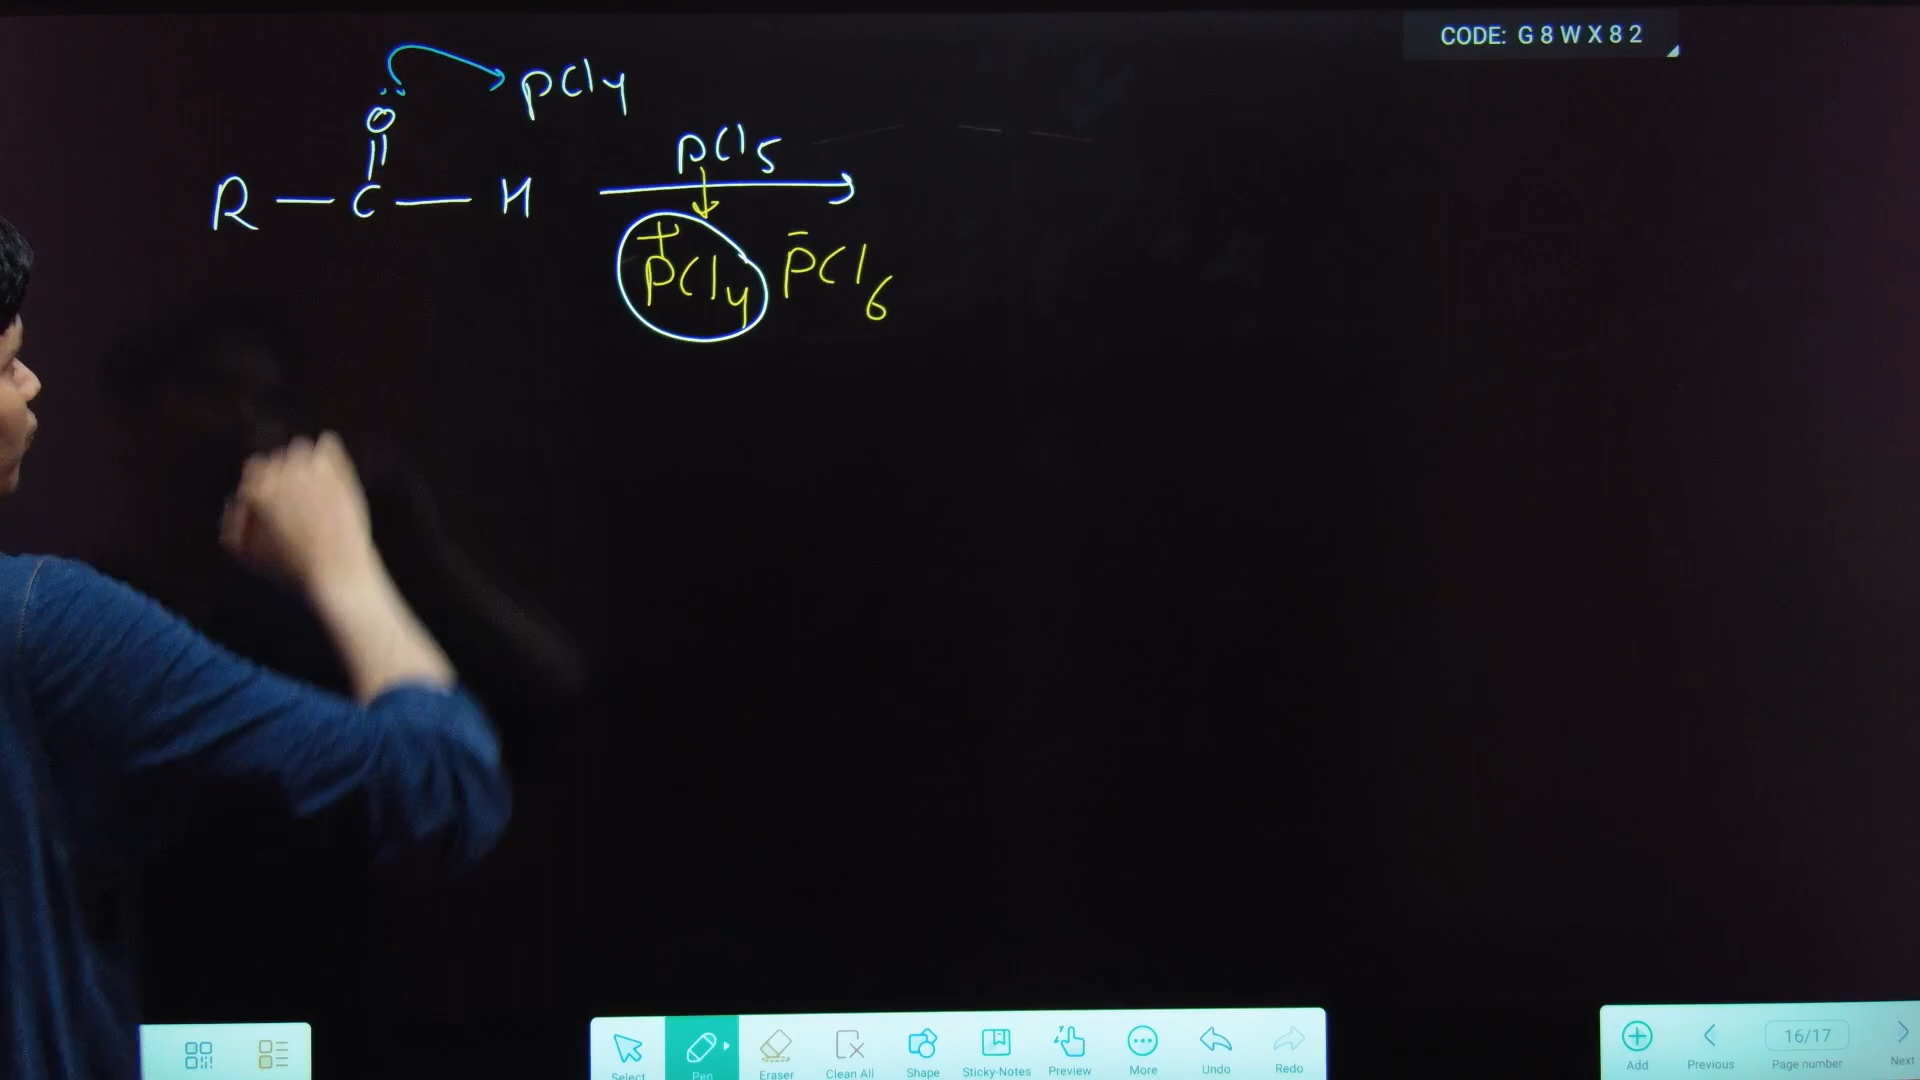 CODE: G8WX82
PCl4
O
R — C — H
PCl5
+
PCl4
-
PCl6
Select
Pen
Eraser
Clean All
Shape
Sticky-Notes
Preview
More
Undo
Redo
Add
Previous
16/17
Page number
Next